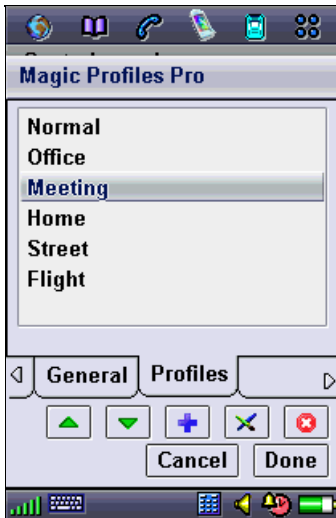 Magic Profiles Pro
Normal
Office
Meeting
Home
Street
Flight
General Profiles
Cancel Done